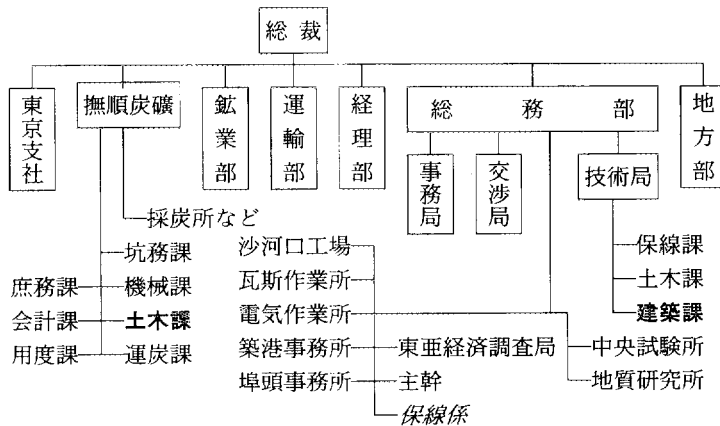 総裁
東京支社
撫順炭礦
鉱業部
運輸部
経理部
総務部
地方部
事務局
交渉局
技術局
採炭所など
坑務課
庶務課
機械課
会計課
土木課
用度課
運炭課
沙河口工場
瓦斯作業所
電気作業所
築港事務所
東亜経済調査局
埠頭事務所
主幹
保線係
保線課
土木課
建築課
中央試験所
地質研究所